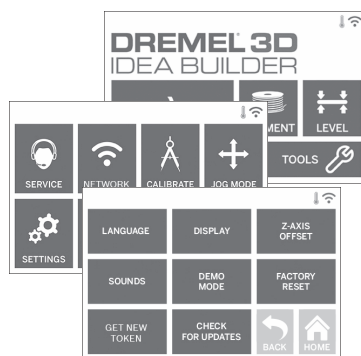 DREMEL 3D
IDEA BUILDER
LEVEL
TOOLS
SERVICE
NETWORK
CALIBRATE
JOG MODE
SETTINGS
LANGUAGE
DISPLAY
Z-AXIS
OFFSET
SOUNDS
DEMO
MODE
FACTORY
RESET
GET NEW
TOKEN
CHECK
FOR UPDATES
BACK
HOME